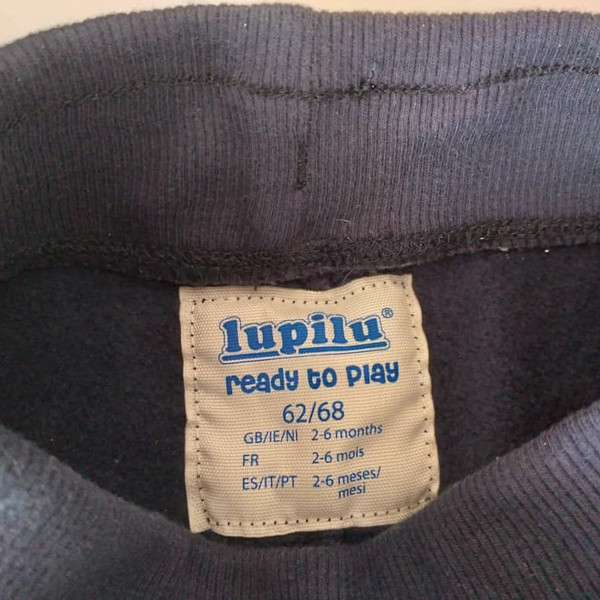 lupilu®
ready to play
62/68
GB/IE/NI 2-6 months
FR 2-6 mois
ES/IT/PT 2-6 meses/
mesi